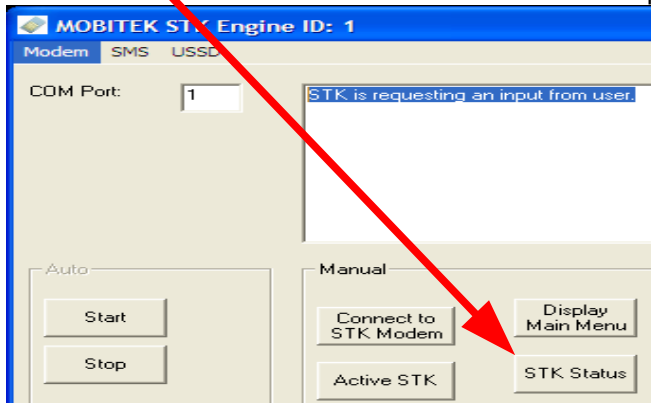 MOBITEK STK Engine ID: 1
Modem SMS USSD
COM Port: 1
STK is requesting an input from user.
Auto
Manual
Start
Stop
Connect to
STK Modem
Display
Main Menu
Active STK
STK Status